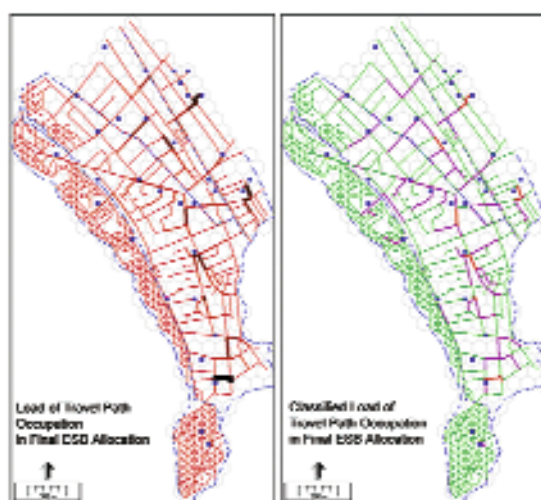 Load of Travel Path
Occupation
in Final ESB Allocation
Classified Load of
Travel Path Occupation
in Final ESB Allocation